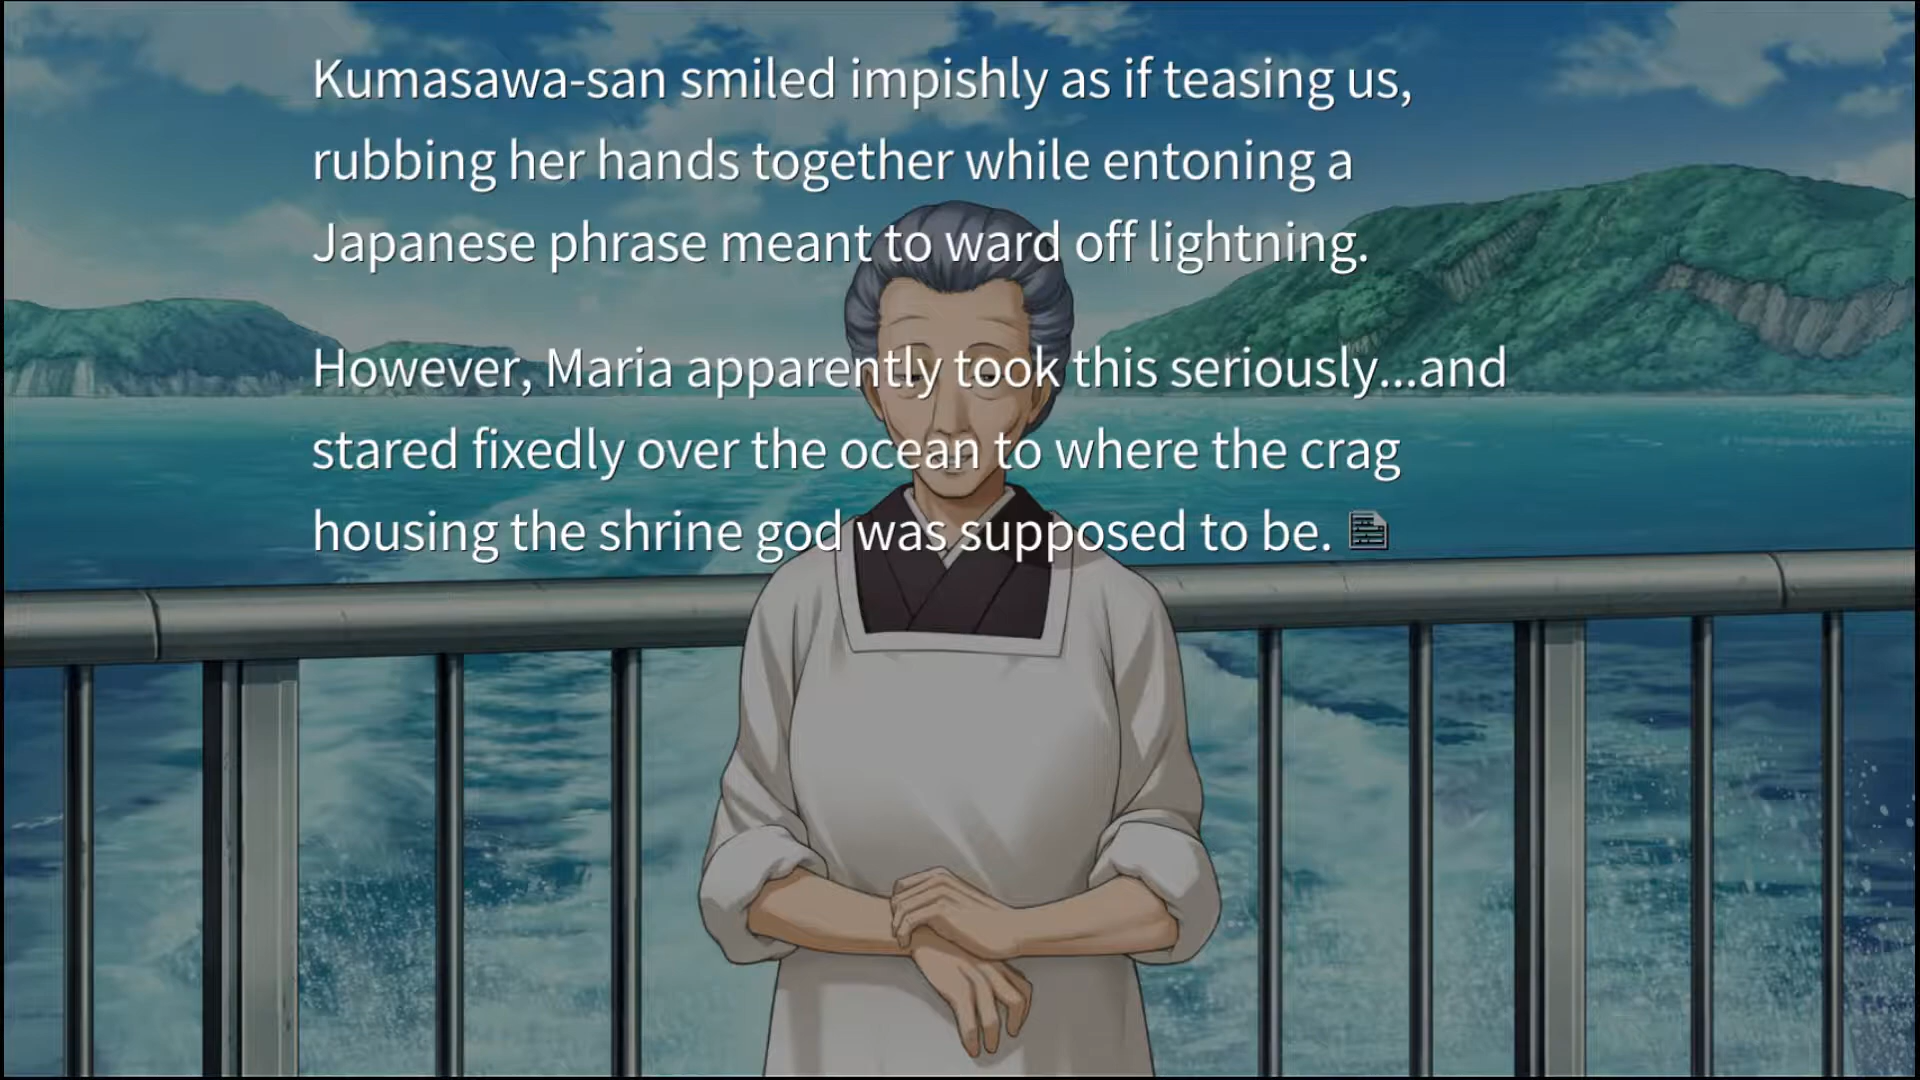 Kumasawa-san smiled impishly as if teasing us,
rubbing her hands together while entoning a
Japanese phrase meant to ward off lightning.
However, Maria apparently took this seriously...and
stared fixedly over the ocean to where the crag
housing the shrine god was supposed to be.